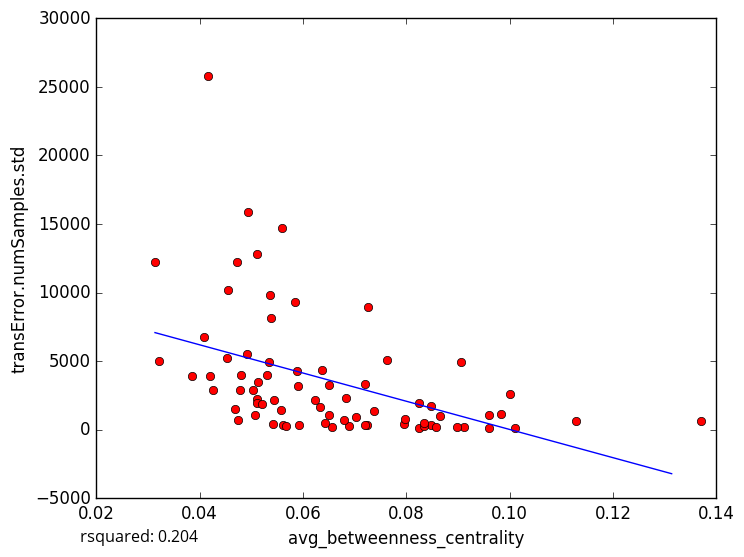 30000
25000
20000
15000
10000
5000
0
−5000
transError.numSamples.std
0.02 0.04 0.06 0.08 0.10 0.12 0.14
rsquared: 0.204
avg_betweenness_centrality